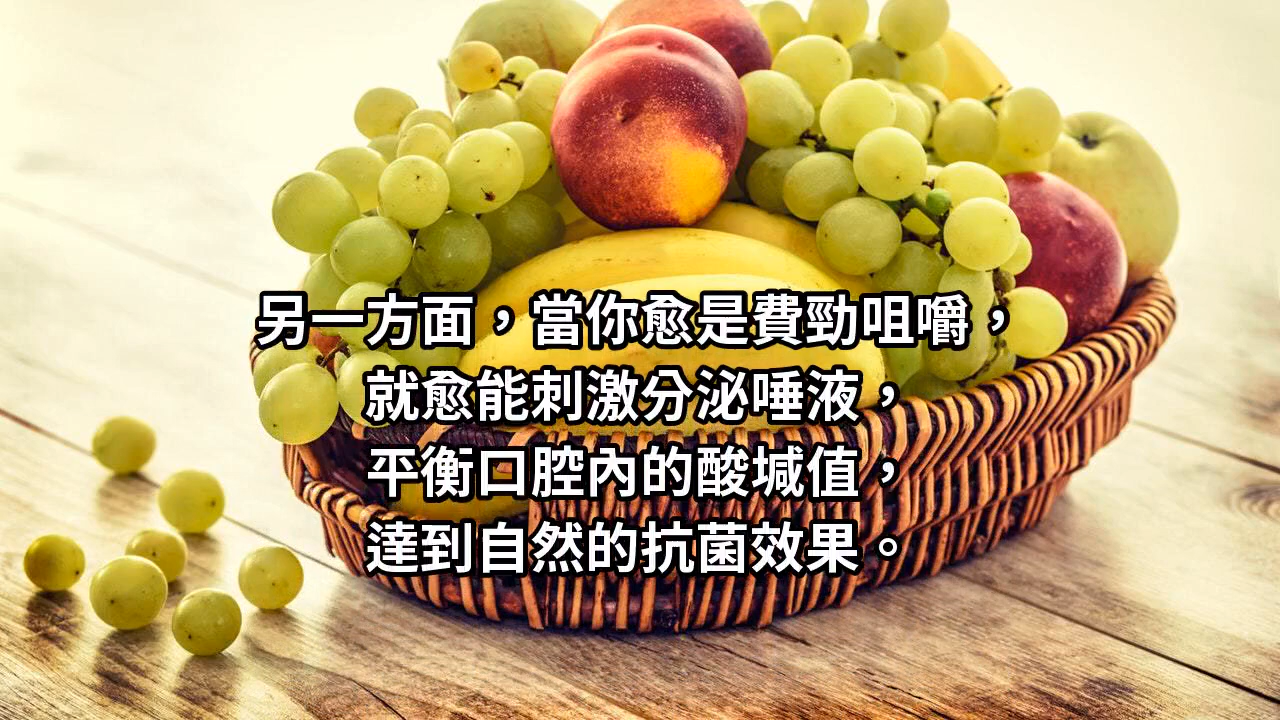 另一方面，當你愈是費勁咀嚼，
就愈能刺激分泌唾液，
平衡口腔內的酸堿值，
達到自然的抗菌效果。